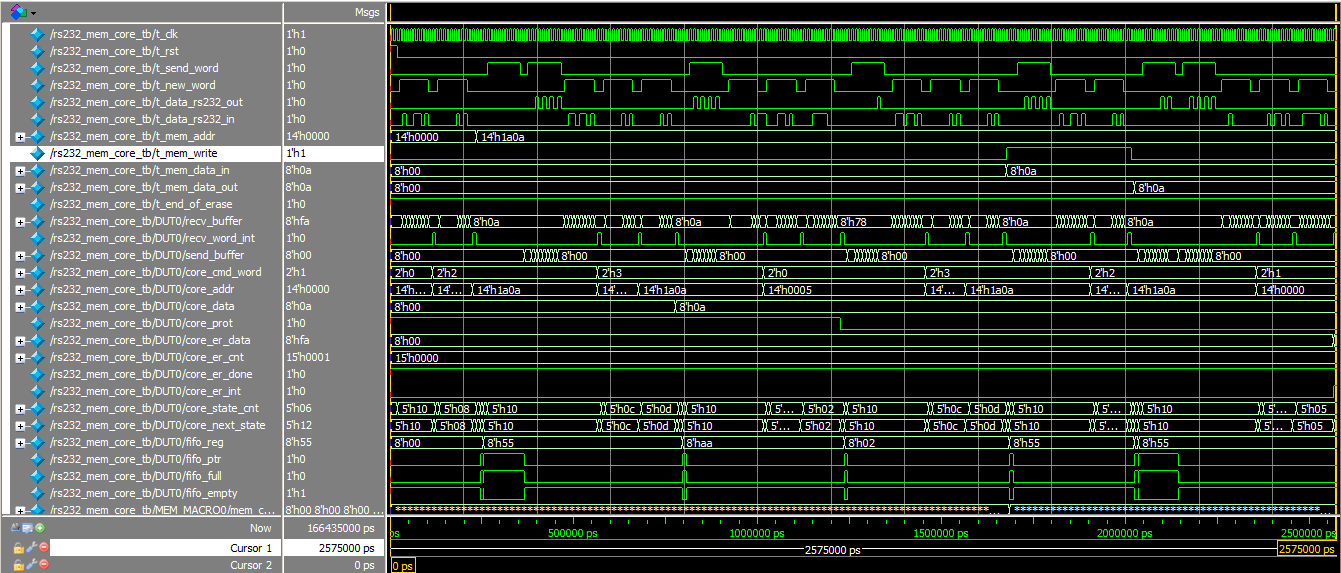 Msgs
/rs232_mem_core_tb/t_clk 1'h1
/rs232_mem_core_tb/t_rst 1'h0
/rs232_mem_core_tb/t_send_word 1'h0
/rs232_mem_core_tb/t_new_word 1'h0
/rs232_mem_core_tb/t_data_rs232_out 1'h0
/rs232_mem_core_tb/t_data_rs232_in 1'h0
/rs232_mem_core_tb/t_mem_addr 14'h0000 14'h0000 14'h1a0a
/rs232_mem_core_tb/t_mem_write 1'h1
/rs232_mem_core_tb/t_mem_data_in 8'h0a 8'h00 8'h0a
/rs232_mem_core_tb/t_mem_data_out 8'h0a 8'h00 8'h0a
/rs232_mem_core_tb/t_end_of_erase 1'h0
/rs232_mem_core_tb/DUT0/recv_buffer 8'hfa 8'h0a 8'h0a 8'h78 8'h0a 8'h0a
/rs232_mem_core_tb/DUT0/recv_word_int 1'h0
/rs232_mem_core_tb/DUT0/send_buffer 8'h00 8'h00 8'h00 8'h00 8'h00 8'h00 8'h00
/rs232_mem_core_tb/DUT0/core_cmd_word 2'h1 2'h0 2'h2 2'h3 2'h0 2'h3 2'h2 2'h1
/rs232_mem_core_tb/DUT0/core_addr 14'h0000 14'h... 14'... 14'h1a0a 14'... 14'h1a0a 14'h0005 14'... 14'h1a0a 14'... 14'h1a0a 14'h0000
/rs232_mem_core_tb/DUT0/core_data 8'h0a 8'h00 8'h0a
/rs232_mem_core_tb/DUT0/core_prot 1'h0
/rs232_mem_core_tb/DUT0/core_er_data 8'hfa 8'h00
/rs232_mem_core_tb/DUT0/core_er_cnt 15'h0001 15'h0000
/rs232_mem_core_tb/DUT0/core_er_done 1'h0
/rs232_mem_core_tb/DUT0/core_er_int 1'h0
/rs232_mem_core_tb/DUT0/core_state_cnt 5'h06 5'h10 5'h08 5'h10 5'h0c 5'h0d 5'h10 5'... 5'h02 5'h10 5'h0c 5'h0d 5'h10 5'... 5'h10 5'... 5'h05
/rs232_mem_core_tb/DUT0/core_next_state 5'h12 5'h10 5'h08 5'h10 5'h0c 5'h0d 5'h10 5'... 5'h02 5'h10 5'h0c 5'h0d 5'h10 5'... 5'h10 5'... 5'h05
/rs232_mem_core_tb/DUT0/fifo_reg 8'h55 8'h00 8'h55 8'haa 8'h02 8'h55 8'h55
/rs232_mem_core_tb/DUT0/fifo_ptr 1'h0
/rs232_mem_core_tb/DUT0/fifo_full 1'h0
/rs232_mem_core_tb/DUT0/fifo_empty 1'h1
/rs232_mem_core_tb/MEM_MACRO0/mem_c... 8'h00 8'h00 8'h00 ...
Now 166435000 ps ps 500000 ps 1000000 ps 1500000 ps 2000000 ps 2500000 ps
Cursor 1 2575000 ps 2575000 ps 2575000 ps
Cursor 2 0 ps 0 ps